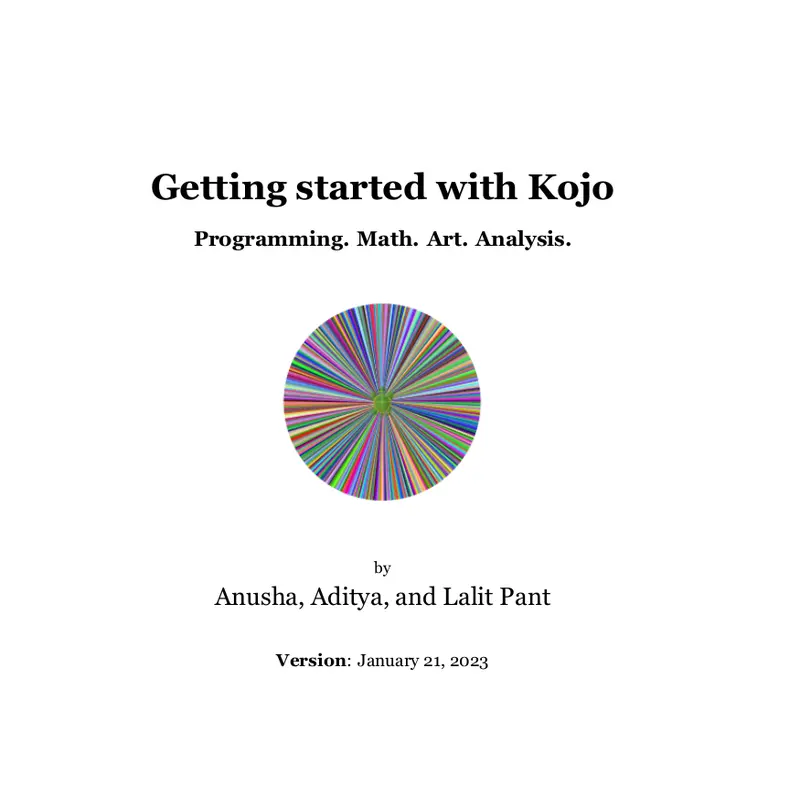 Getting started with Kojo
Programming. Math. Art. Analysis.
by
Anusha, Aditya, and Lalit Pant
Version: January 21, 2023